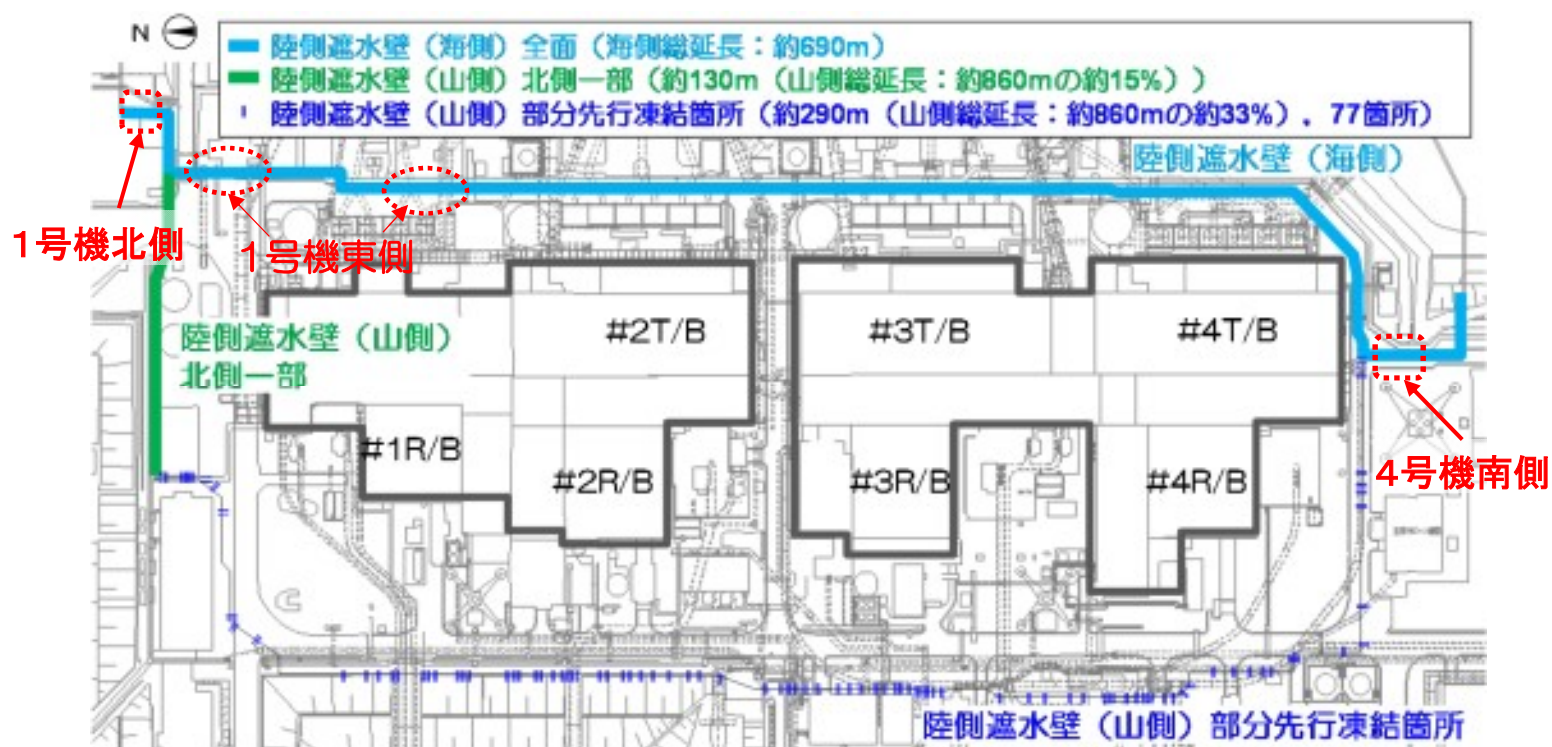 N
陸側遮水壁（海側）全面（海側総延長：約690m）
陸側遮水壁（山側）北側一部（約130m（山側総延長：約860mの約15%））
陸側遮水壁（山側）部分先行凍結箇所（約290m（山側総延長：約860mの約33%），77箇所）
陸側遮水壁（海側）
1号機北側
1号機東側
陸側遮水壁（山側）
北側一部
#2T/B
#3T/B
#4T/B
#1R/B
#2R/B
#3R/B
#4R/B
4号機南側
陸側遮水壁（山側）部分先行凍結箇所